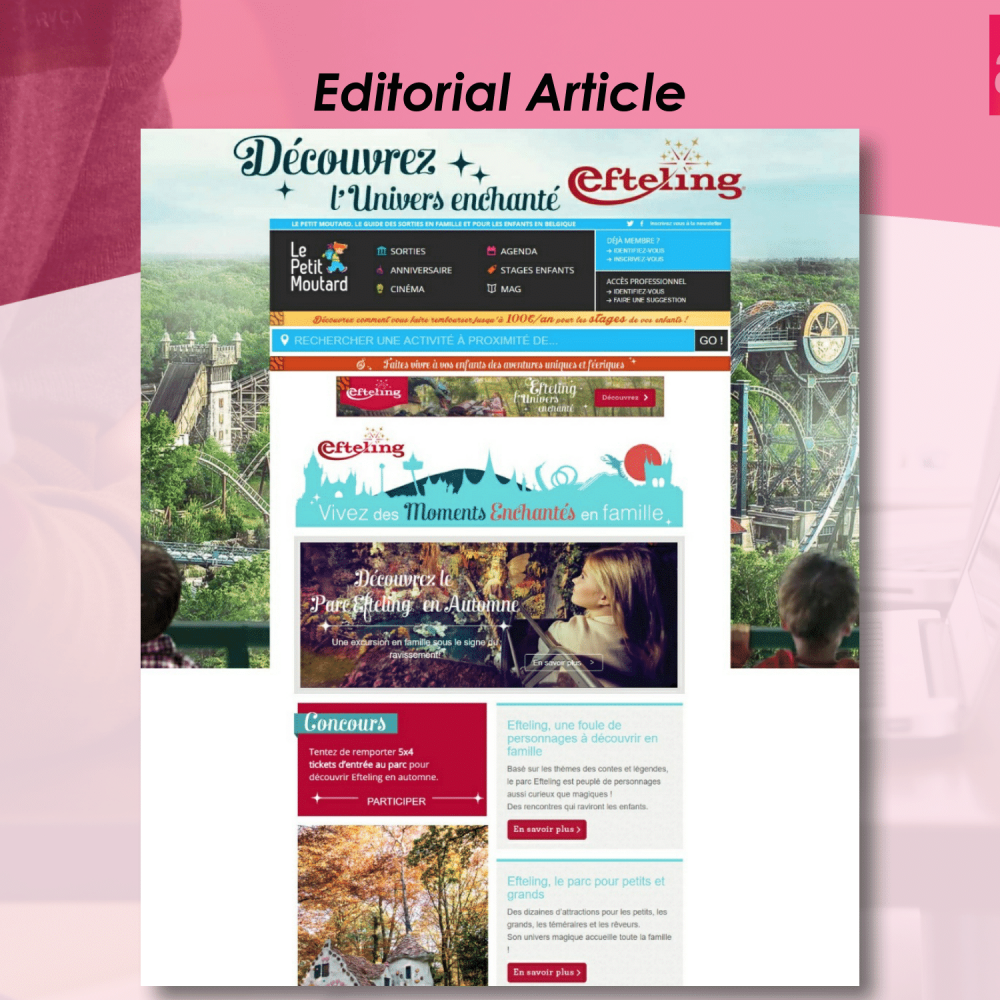 Editorial Article
Découvrez
l'Univers enchanté
Efteling
LE PETIT MOUTARD. LE GUIDE DES SORTIES EN FAMILLE ET POUR LES ENFANTS EN BELGIQUE
Inscrivez-vous à la newsletter
Le
Petit
Moutard
SORTIES
ANNIVERSAIRE
CINÉMA
AGENDA
STAGES ENFANTS
MAG
DÉJÀ MEMBRE ?
→ IDENTIFIEZ-VOUS
→ INSCRIVEZ-VOUS
ACCÈS PROFESSIONNEL
→ IDENTIFIEZ-VOUS
→ FAIRE UNE SUGGESTION
Découvrez comment vous faire rembourser jusqu'à 100€/an pour les stages de vos enfants !
RECHERCHER UNE ACTIVITÉ À PROXIMITÉ DE...
GO !
Faites vivre à vos enfants des aventures uniques et féeriques
Efteling
Efteling
l'Univers
enchanté
Découvrez >
Efteling
Vivez des Moments Enchantés en famille
Découvrez le
Parc Efteling en Automne
Une excursion en famille sous le signe du
ravissement!
En savoir plus >
Concours
Tentez de remporter 5x4
tickets d'entrée au parc pour
découvrir Efteling en automne.
PARTICIPER
Efteling, une foule de
personnages à découvrir en
famille
Basé sur les thèmes des contes et légendes,
le parc Efteling est peuplé de personnages
aussi curieux que magiques !
Des rencontres qui raviront les enfants.
En savoir plus >
Efteling, le parc pour petits et
grands
Des dizaines d'attractions pour les petits, les
grands, les téméraires et les rêveurs.
Son univers magique accueille toute la famille
!
En savoir plus >